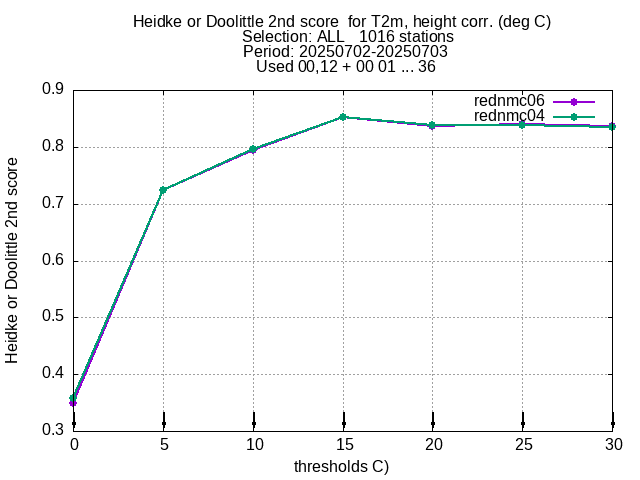 Heidke or Doolittle 2nd score  for T2m, height corr. (deg C)
Selection: ALL   1016 stations
Period: 20250702-20250703
Used 00,12 + 00 01 ... 36
rednmc06
rednmc04
0.9
0.8
0.7
0.6
0.5
0.4
0.3
Heidke or Doolittle 2nd score
0 5 10 15 20 25 30
thresholds C)